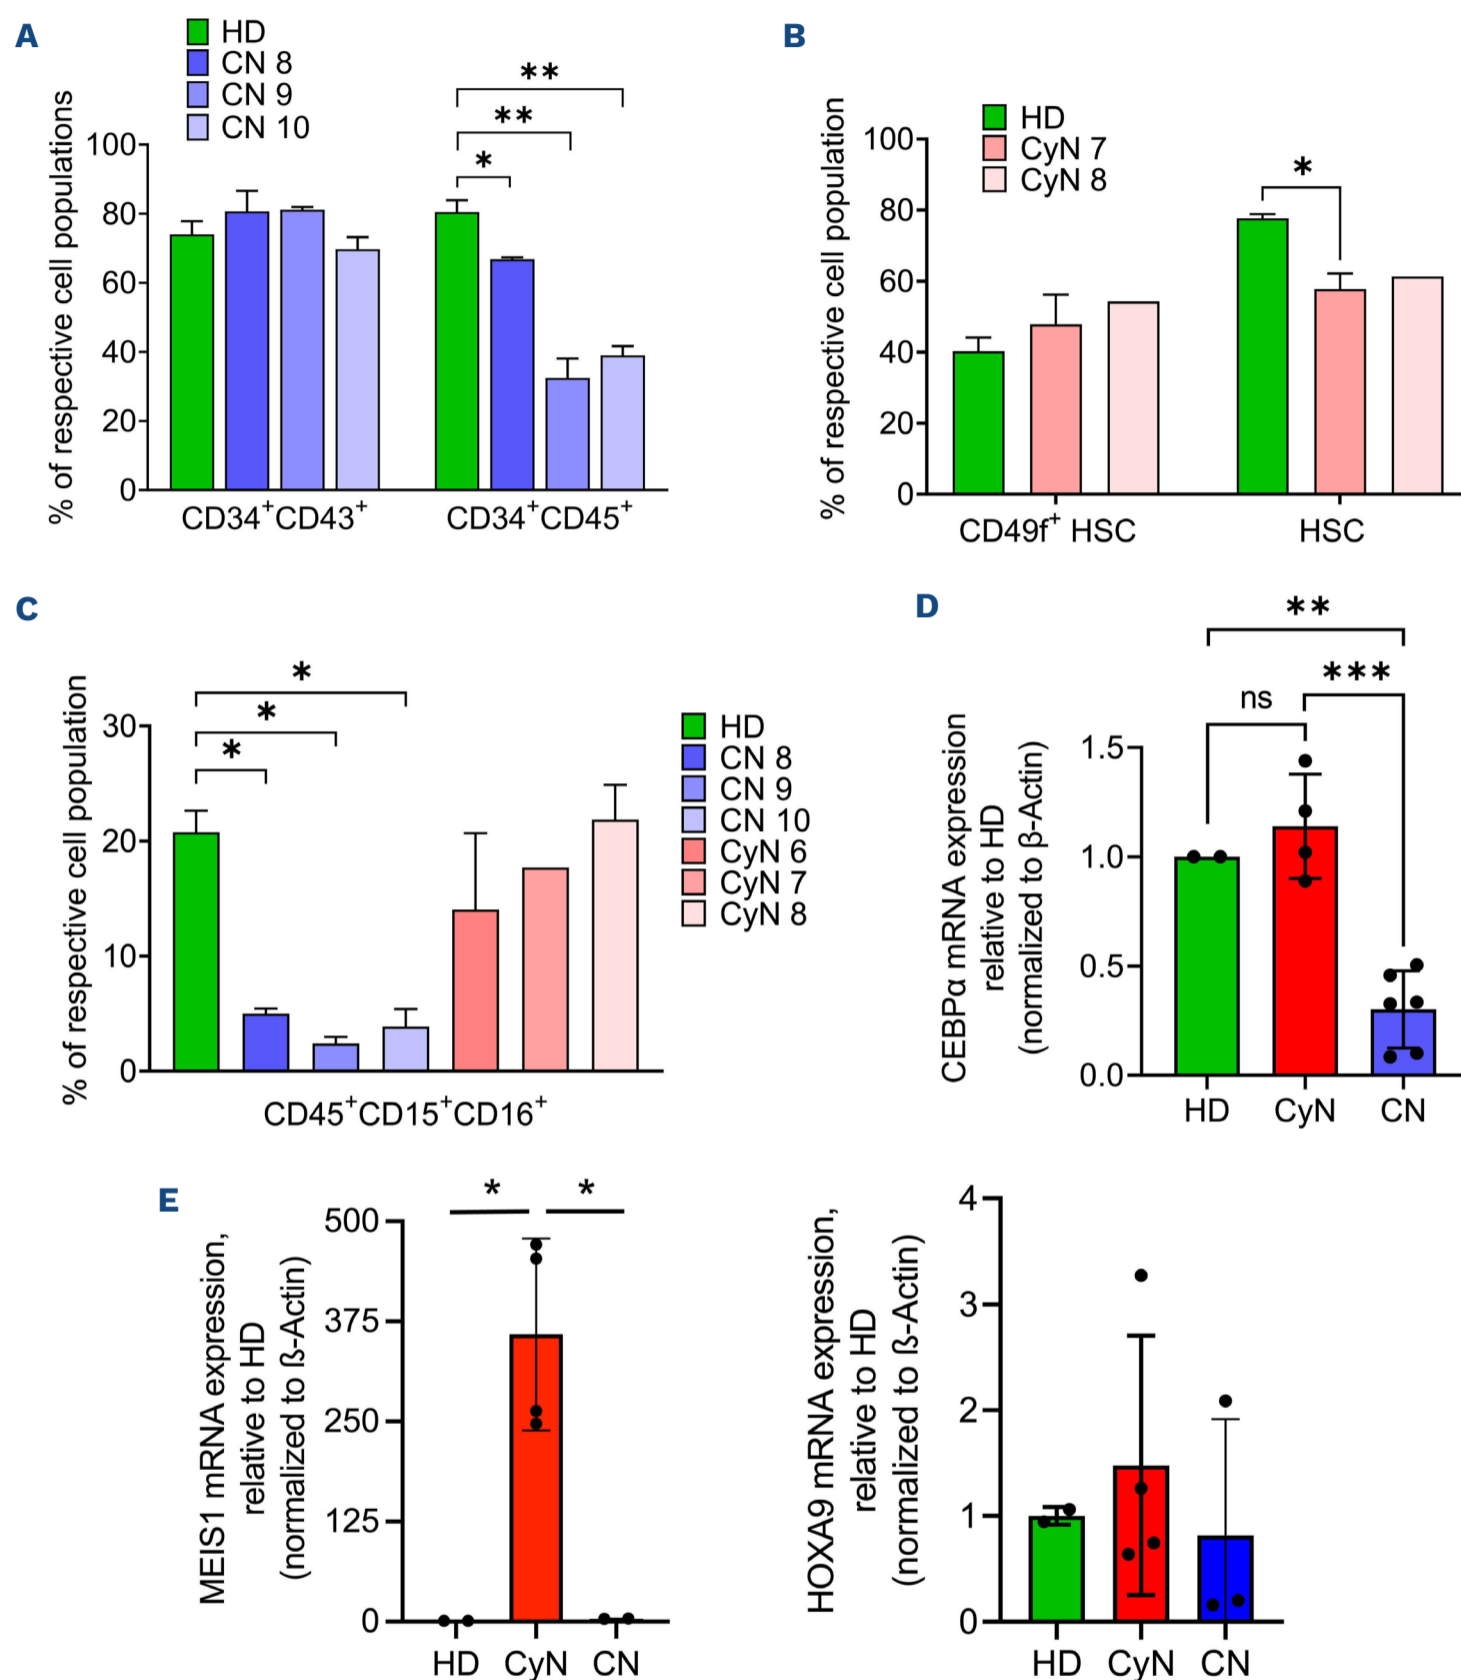 A
HD
CN 8
CN 9
CN 10
% of respective cell populations
100
80
60
40
20
0
*
**
**
CD34+CD43+
CD34+CD45+
B
HD
CyN 7
CyN 8
% of respective cell population
100
80
60
40
20
0
*
CD49f+ HSC
HSC
C
% of respective cell population
30
20
10
0
*
*
*
CD45+CD15+CD16+
HD
CN 8
CN 9
CN 10
CyN 6
CyN 7
CyN 8
D
CEBPα mRNA expression
relative to HD
(normalized to β-Actin)
1.5
1.0
0.5
0.0
**
***
ns
HD
CyN
CN
E
MEIS1 mRNA expression,
relative to HD
(normalized to ß-Actin)
500
375
250
125
0
*
*
HD
CyN
CN
HOXA9 mRNA expression,
relative to HD
(normalized to ß-Actin)
4
3
2
1
0
HD
CyN
CN